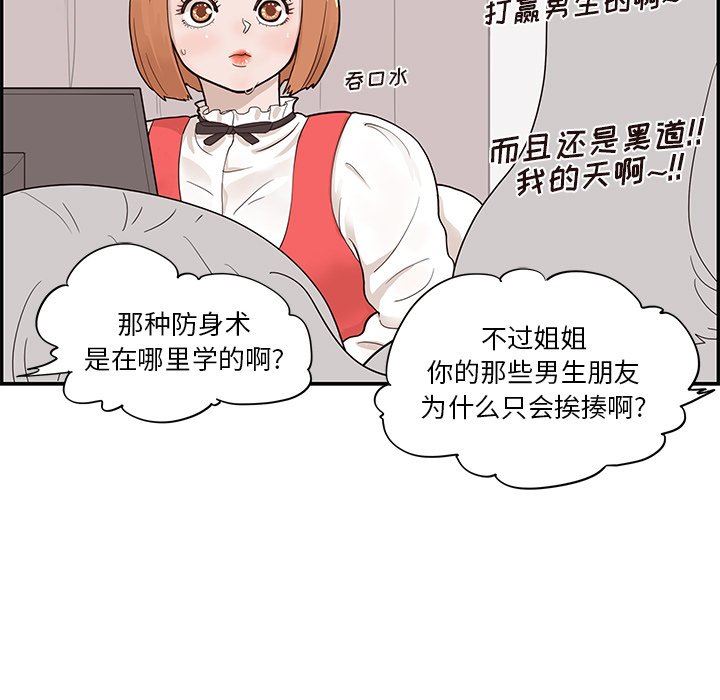 打赢男生的啊~
吞口水
而且还是黑道!!
我的天啊~!!
那种防身术
是在哪里学的啊?
不过姐姐
你的那些男生朋友
为什么只会挨揍啊?